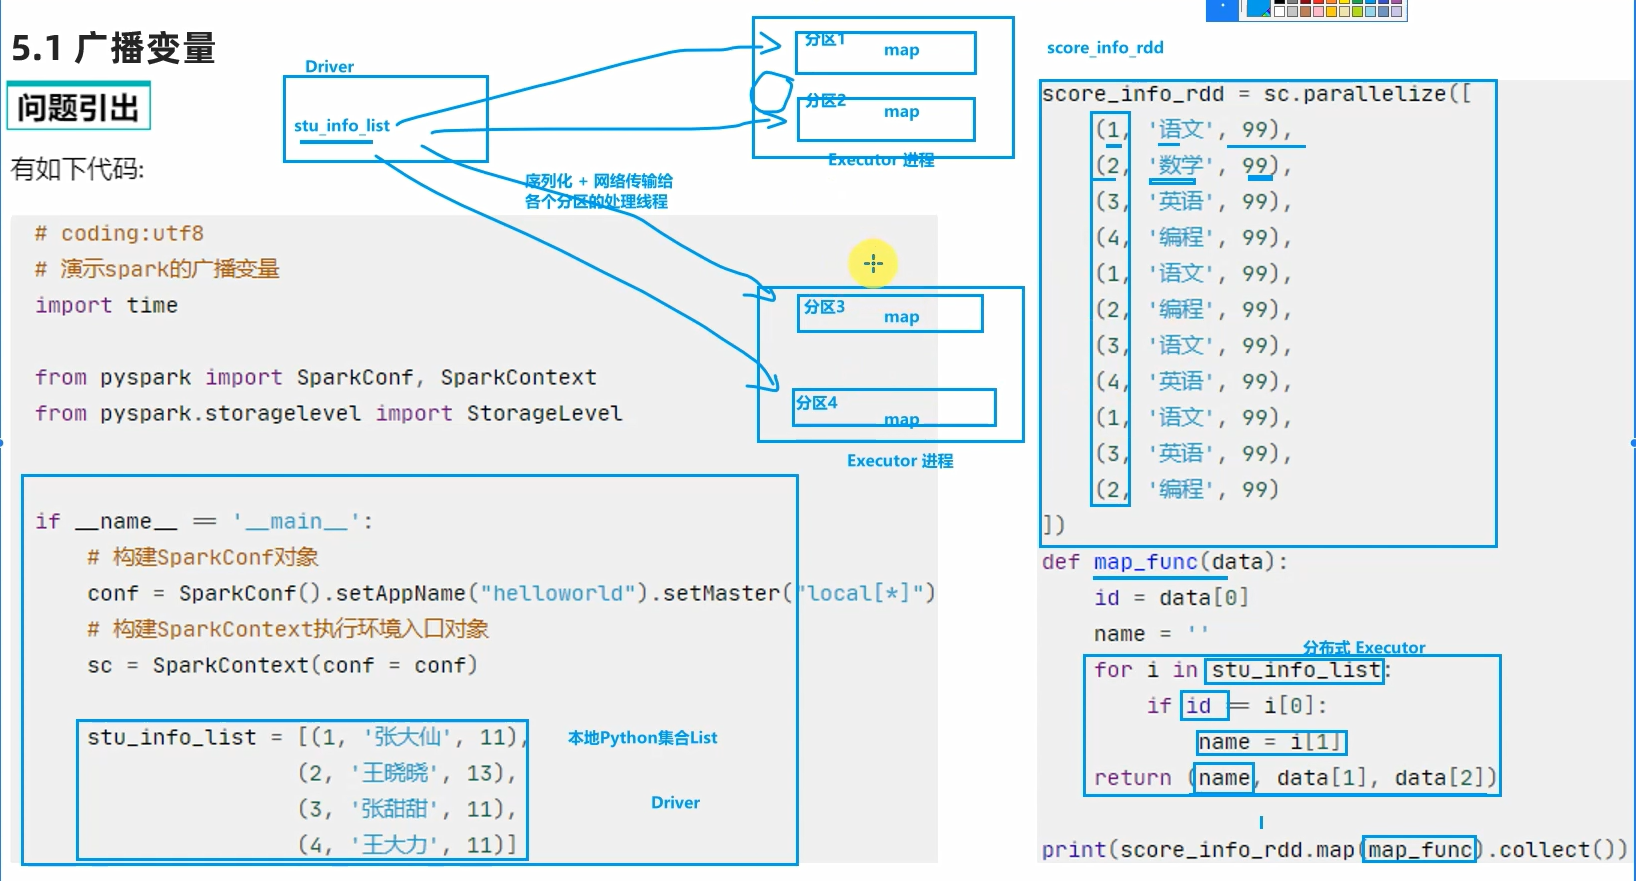 5.1 广播变量
问题引出
有如下代码:
Driver
stu_info_list
序列化 + 网络传输给
各个分区的处理线程
分区1
map
分区2
map
Executor 进程
分区3
map
分区4
map
Executor 进程
# coding:utf8
# 演示spark的广播变量
import time
from pyspark import SparkConf, SparkContext
from pyspark.storagelevel import StorageLevel
if __name__ == '__main__':
# 构建SparkConf对象
conf = SparkConf().setAppName("helloworld").setMaster("local[*]")
# 构建SparkContext执行环境入口对象
sc = SparkContext(conf = conf)
stu_info_list = [(1, '张大仙', 11),
(2, '王晓晓', 13),
(3, '张甜甜', 11),
(4, '王大力', 11)]
本地Python集合List
Driver
score_info_rdd
score_info_rdd = sc.parallelize([
(1, '语文', 99),
(2, '数学', 99),
(3, '英语', 99),
(4, '编程', 99),
(1, '语文', 99),
(2, '编程', 99),
(3, '语文', 99),
(4, '英语', 99),
(1, '语文', 99),
(3, '英语', 99),
(2, '编程', 99)
])
def map_func(data):
id = data[0]
name = ''
分布式 Executor
for i in stu_info_list:
if id == i[0]:
name = i[1]
return (name, data[1], data[2])
print(score_info_rdd.map(map_func).collect())